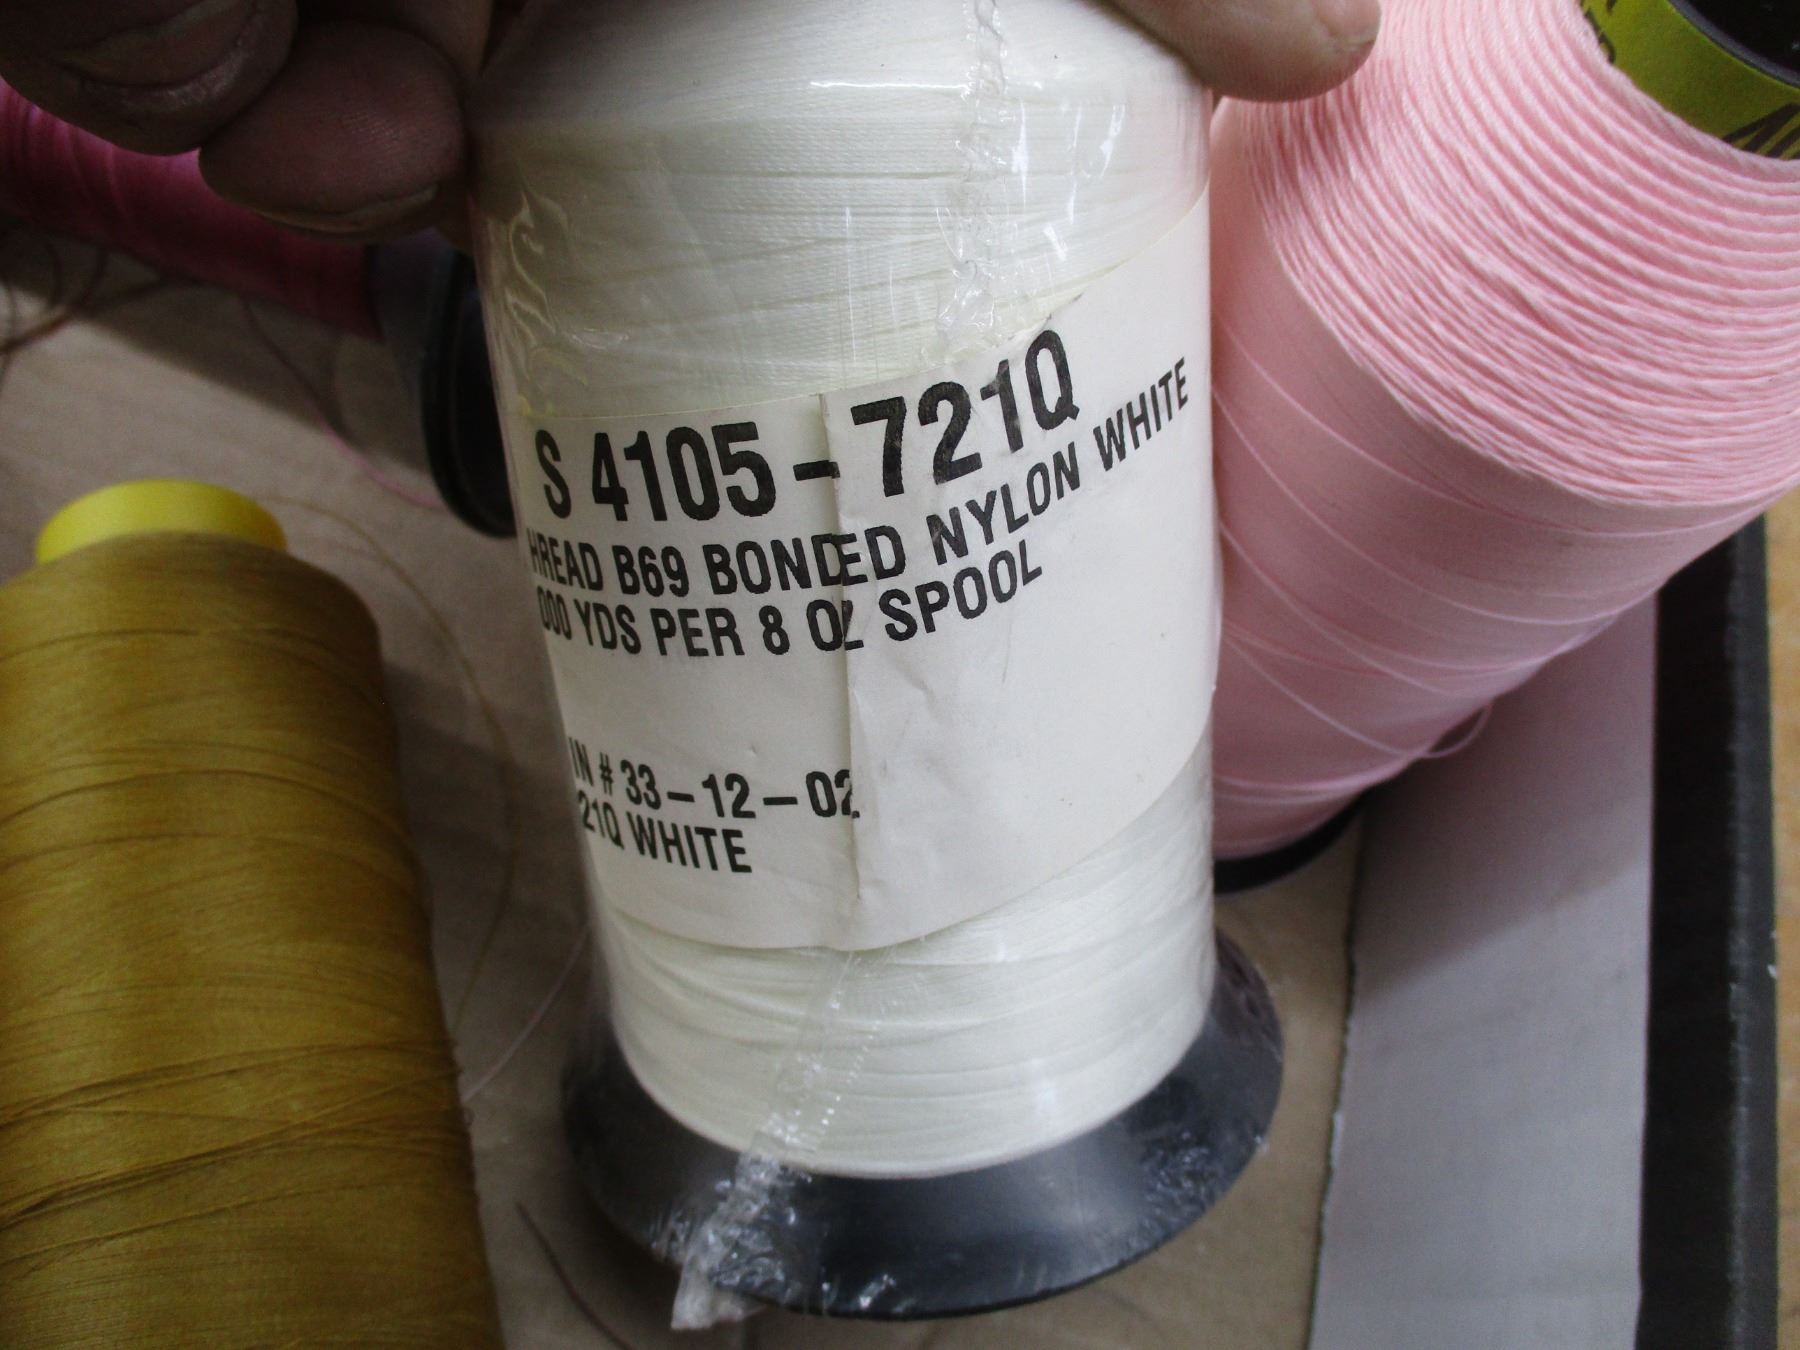 S 4105-721Q
HREAD B69 BONDED NYLON WHITE
000 YDS PER 8 OZ SPOOL
IN # 33-12-02
21Q WHITE